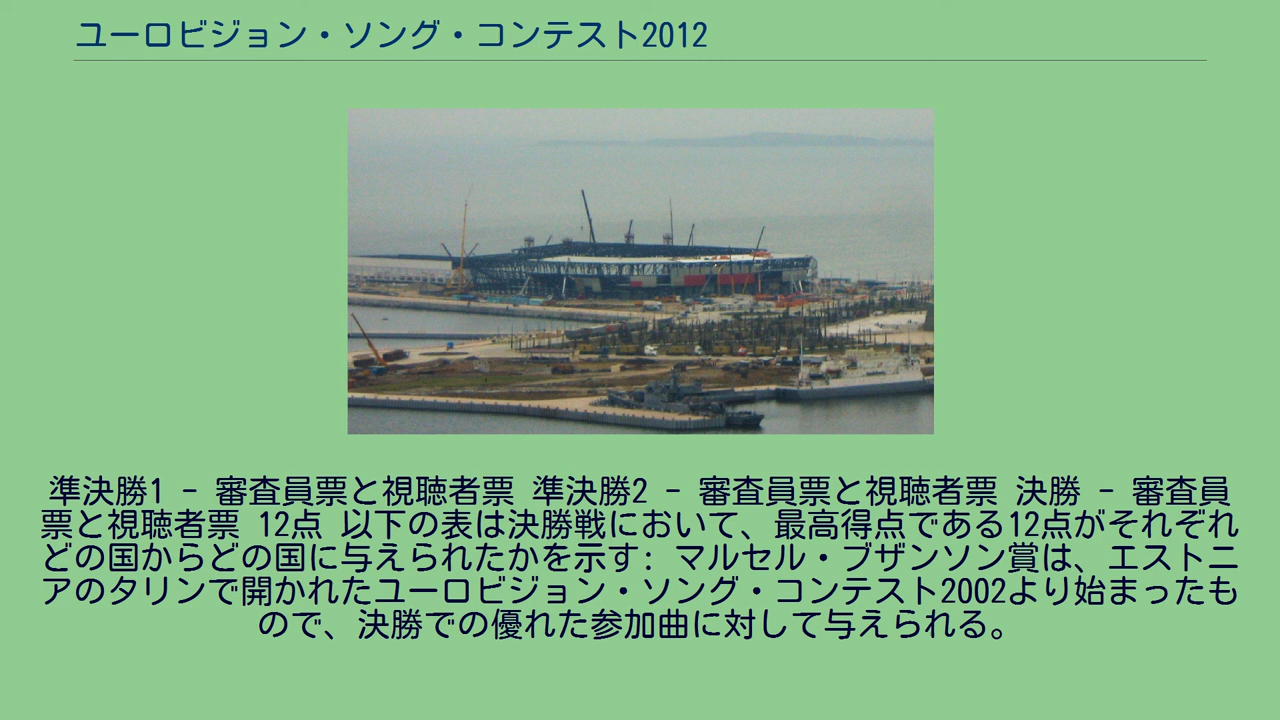 ユーロビジョン・ソング・コンテスト2012
準決勝1 - 審査員票と視聴者票 準決勝2 - 審査員票と視聴者票 決勝 - 審査員
票と視聴者票 12点 以下の表は決勝戦において、最高得点である12点がそれぞれ
どの国からどの国に与えられたかを示す: マルセル・ブザンソン賞は、エストニ
アのタリンで開かれたユーロビジョン・ソング・コンテスト2002より始まったも
ので、決勝での優れた参加曲に対して与えられる。